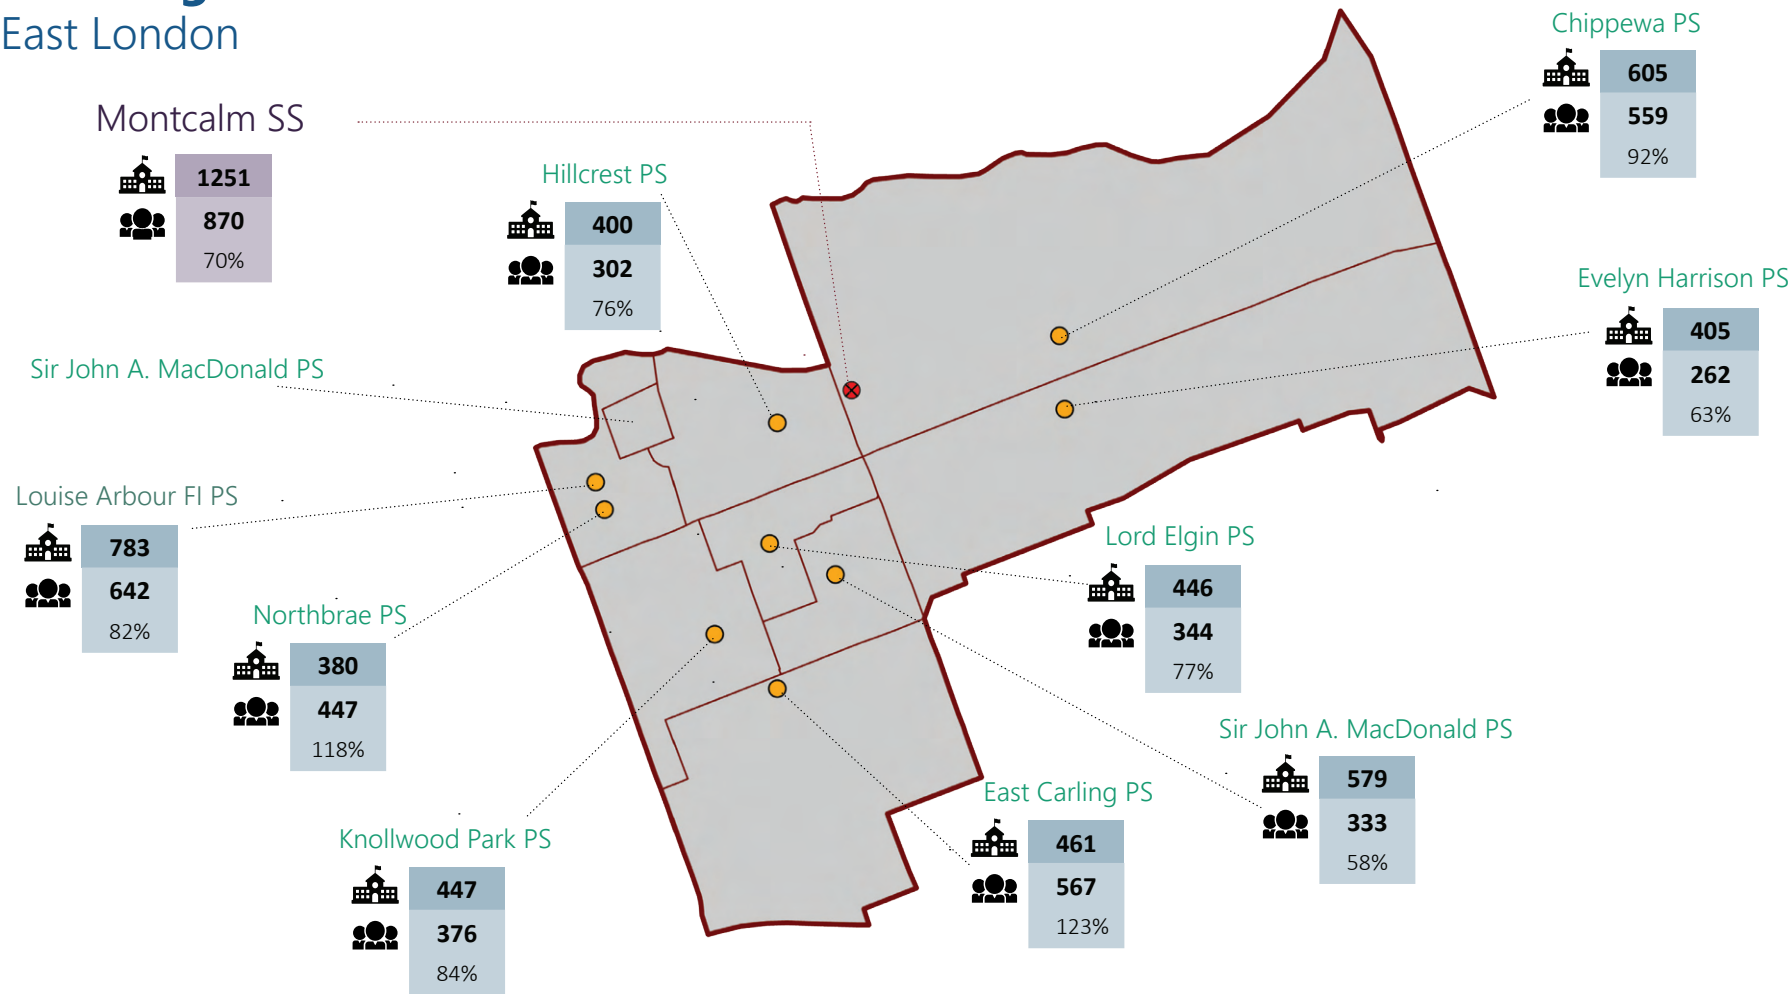 East London
Chippewa PS
605
559
92%
Montcalm SS
1251
870
70%
Hillcrest PS
400
302
76%
Evelyn Harrison PS
405
262
63%
Sir John A. MacDonald PS
Louise Arbour FI PS
783
642
82%
Lord Elgin PS
446
344
77%
Northbrae PS
380
447
118%
Sir John A. MacDonald PS
579
333
58%
East Carling PS
461
567
123%
Knollwood Park PS
447
376
84%